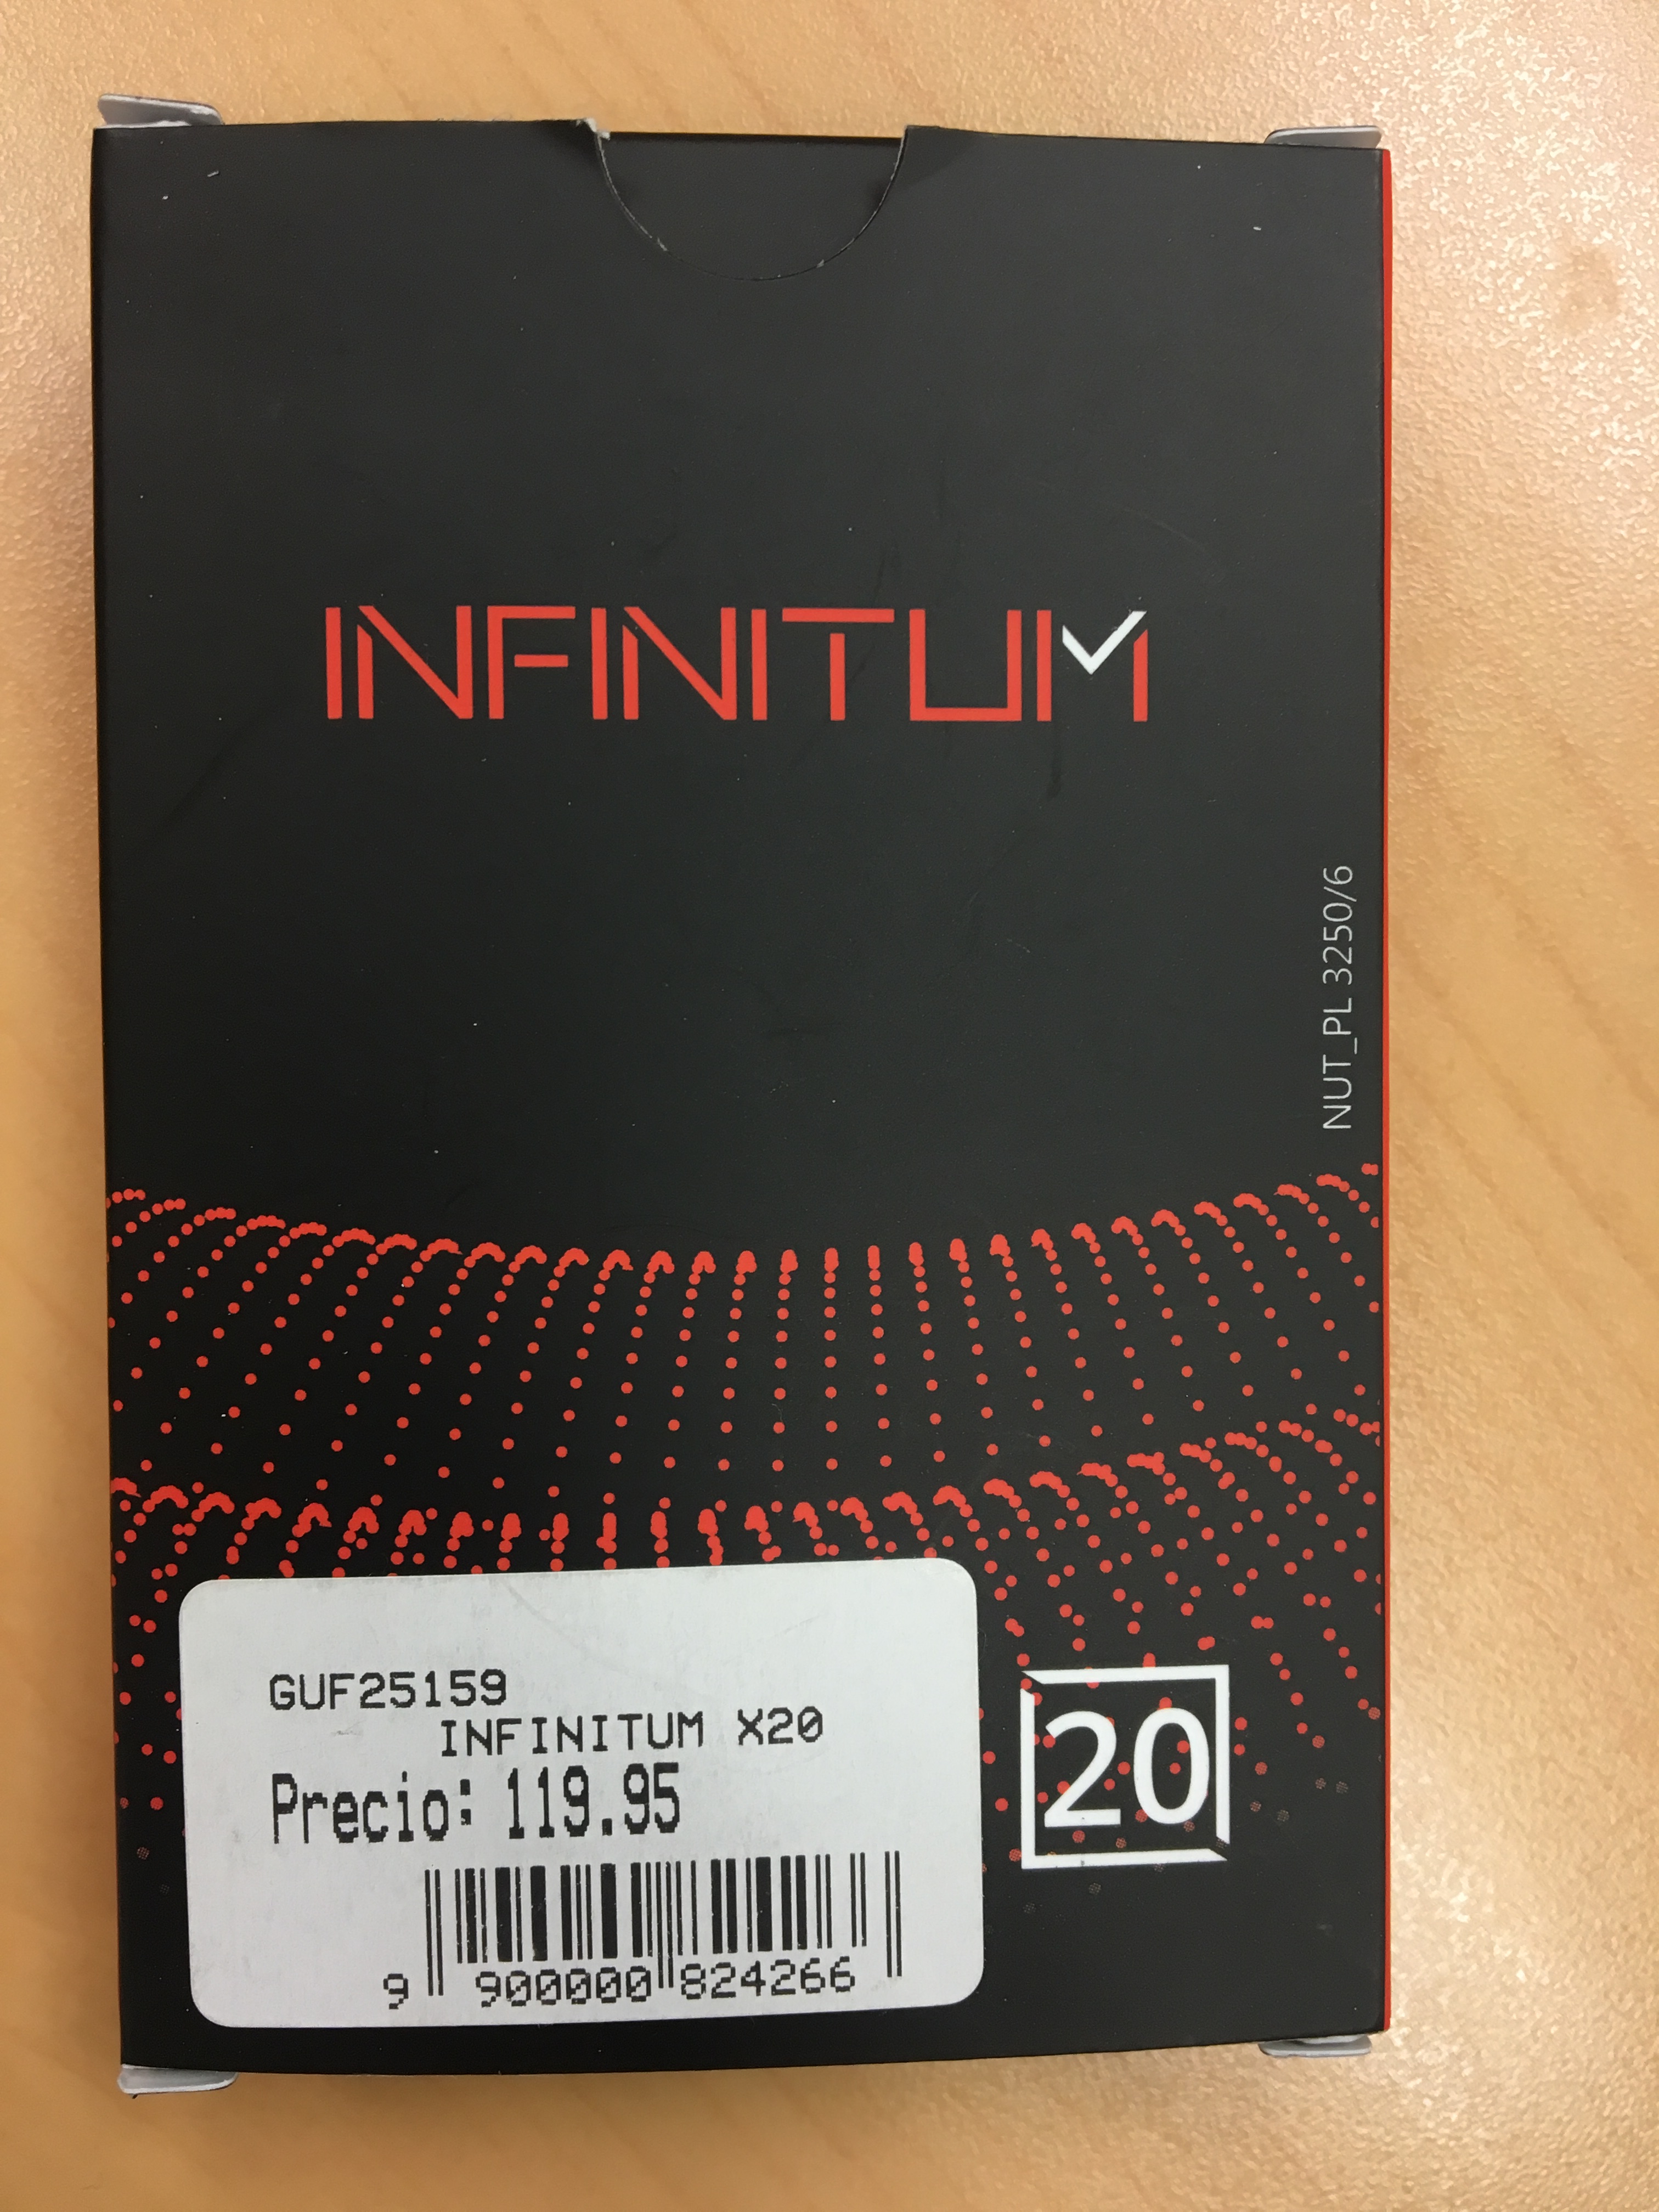 INFINITUM
NUT_PL 3250/6
GUF25159
INFINITUM X20
Precio: 119.95
9 900000 824266
20